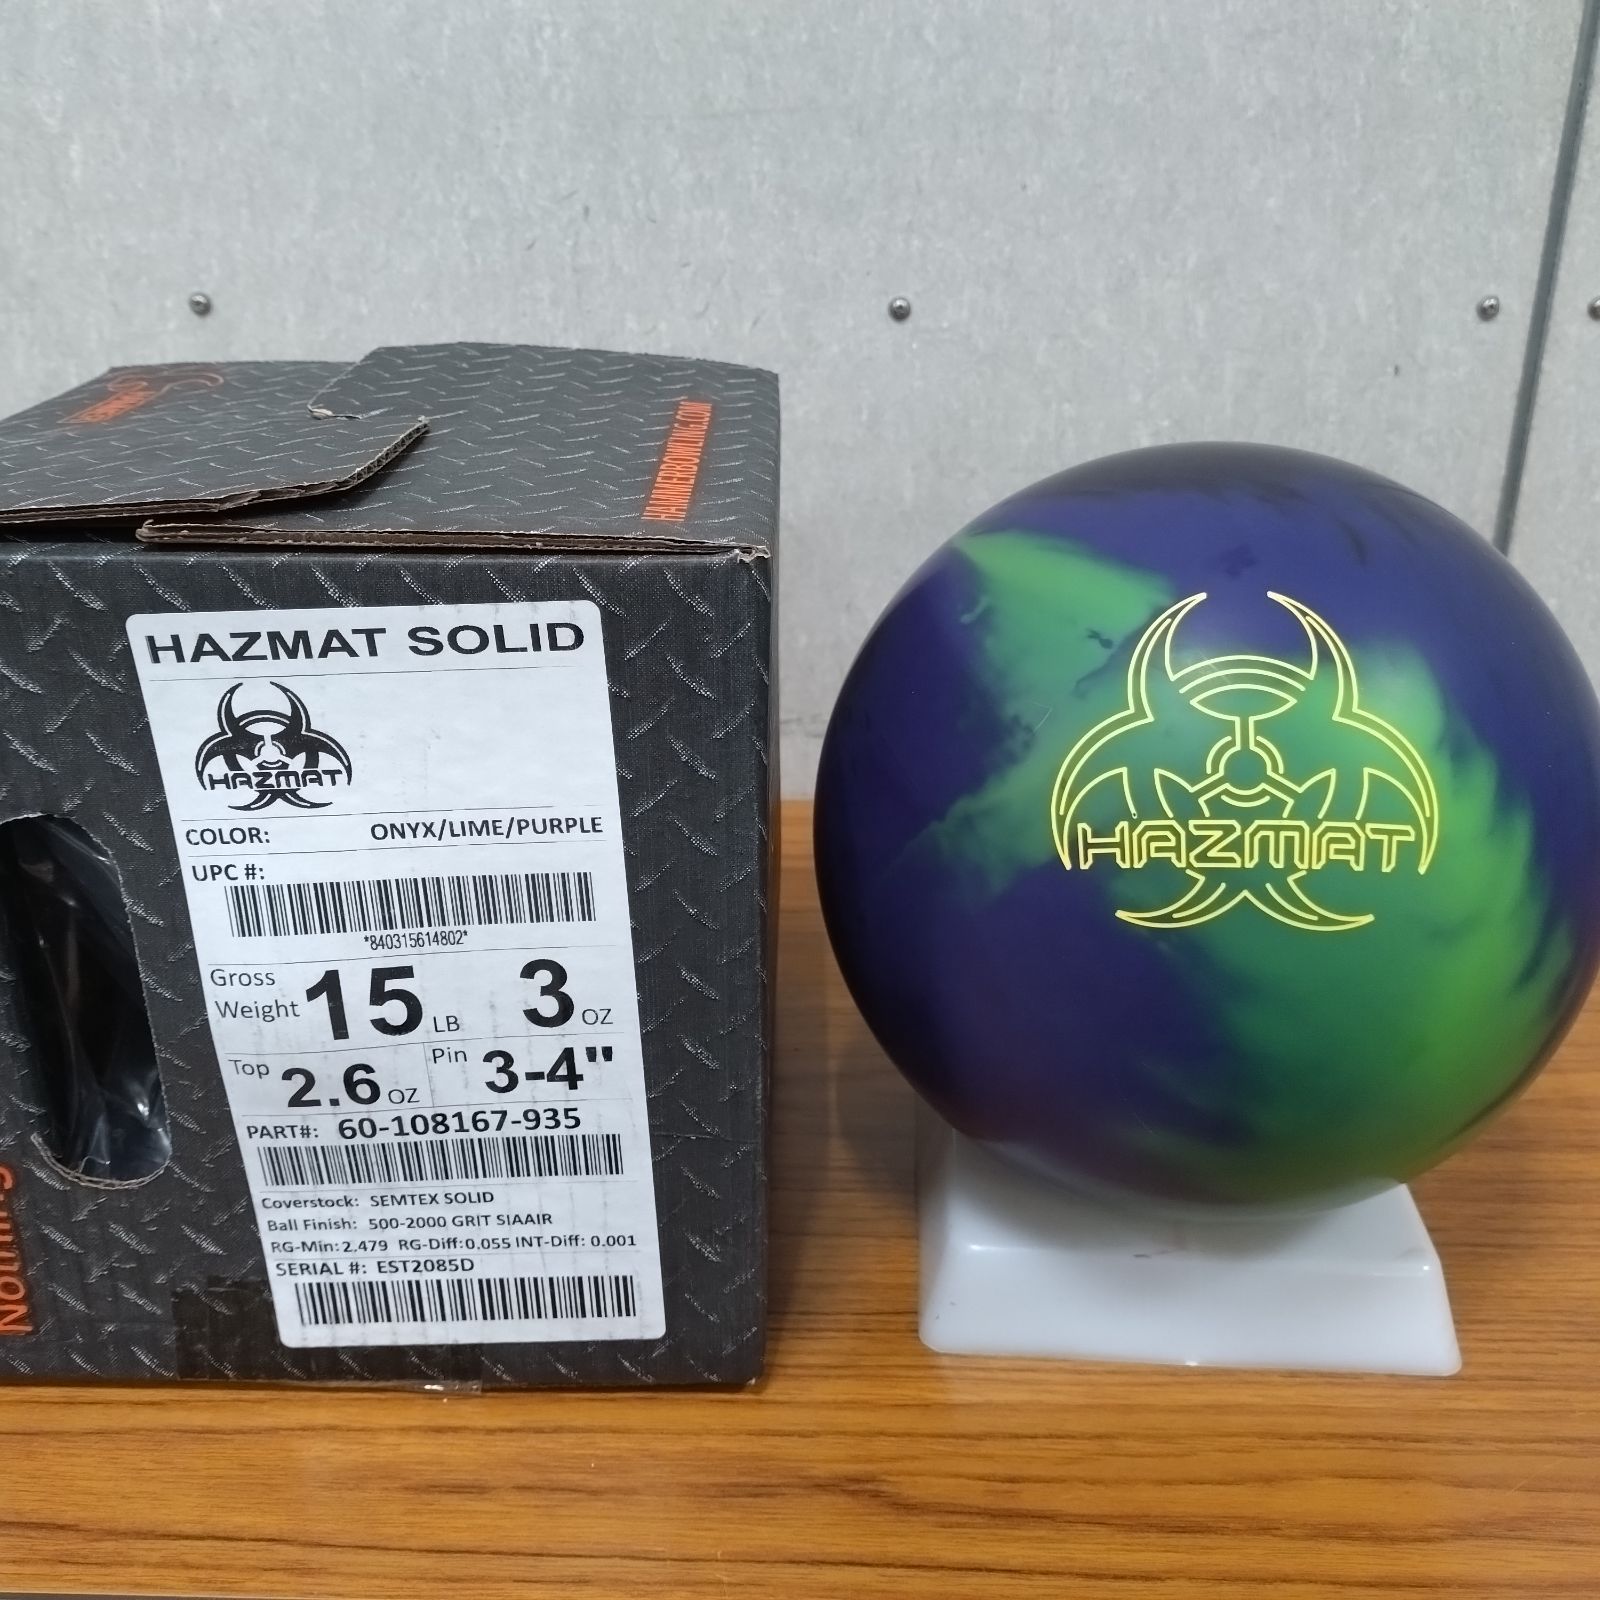 HAMMERBOWLING.COM
HAZMAT SOLID
HAZMAT
COLOR: ONYX/LIME/PURPLE
UPC #:
*840315614802*
Gross Weight 15 LB 3 OZ
Top 2.6 OZ Pin 3-4"
PART#: 60-108167-935
Coverstock: SEMTEX SOLID
Ball Finish: 500-2000 GRIT SIAAIR
RG-Min: 2.479 RG-Diff:0.055 INT-Diff: 0.001
SERIAL #: EST2085D
HAZMAT